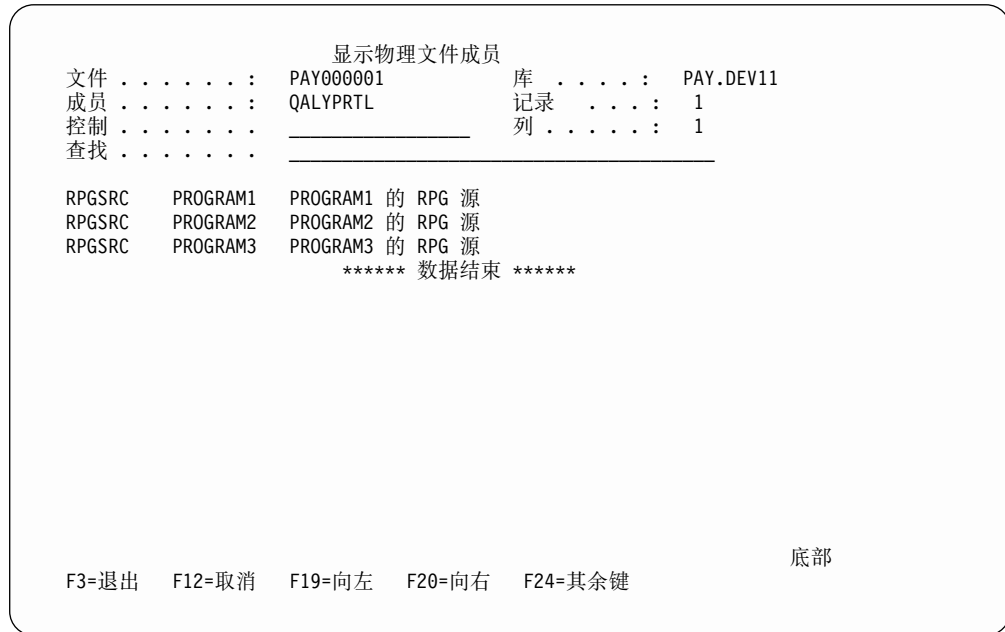 显示物理文件成员
文件 . . . . . . : PAY000001 库 . . . . : PAY.DEV11
成员 . . . . . . : QALYPRTL 记录 . . . : 1
控制 . . . . . . . _________________ 列 . . . . . : 1
查找 . . . . . . . ________________________________________
RPGSRC PROGRAM1 PROGRAM1 的 RPG 源
RPGSRC PROGRAM2 PROGRAM2 的 RPG 源
RPGSRC PROGRAM3 PROGRAM3 的 RPG 源
****** 数据结束 ******
底部
F3=退出 F12=取消 F19=向左 F20=向右 F24=其余键